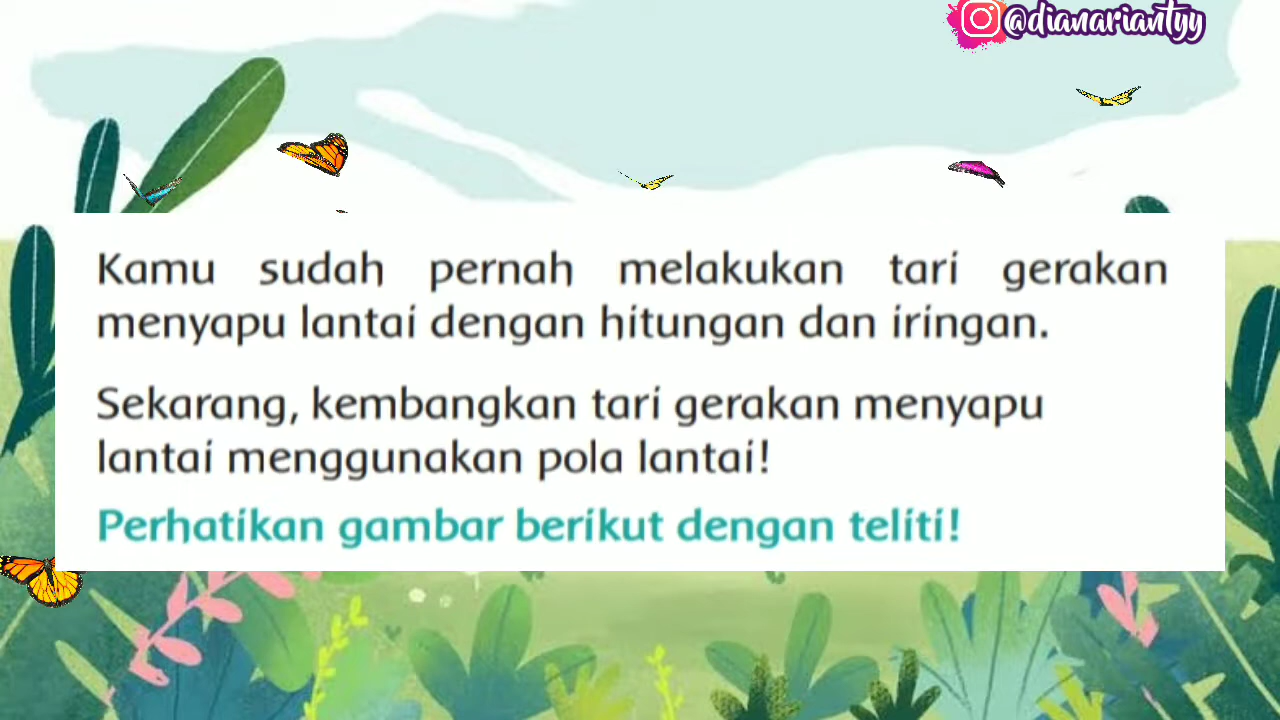 @dianariantyy
Kamu sudah pernah melakukan tari gerakan
menyapu lantai dengan hitungan dan iringan.
Sekarang, kembangkan tari gerakan menyapu
lantai menggunakan pola lantai!
Perhatikan gambar berikut dengan teliti!